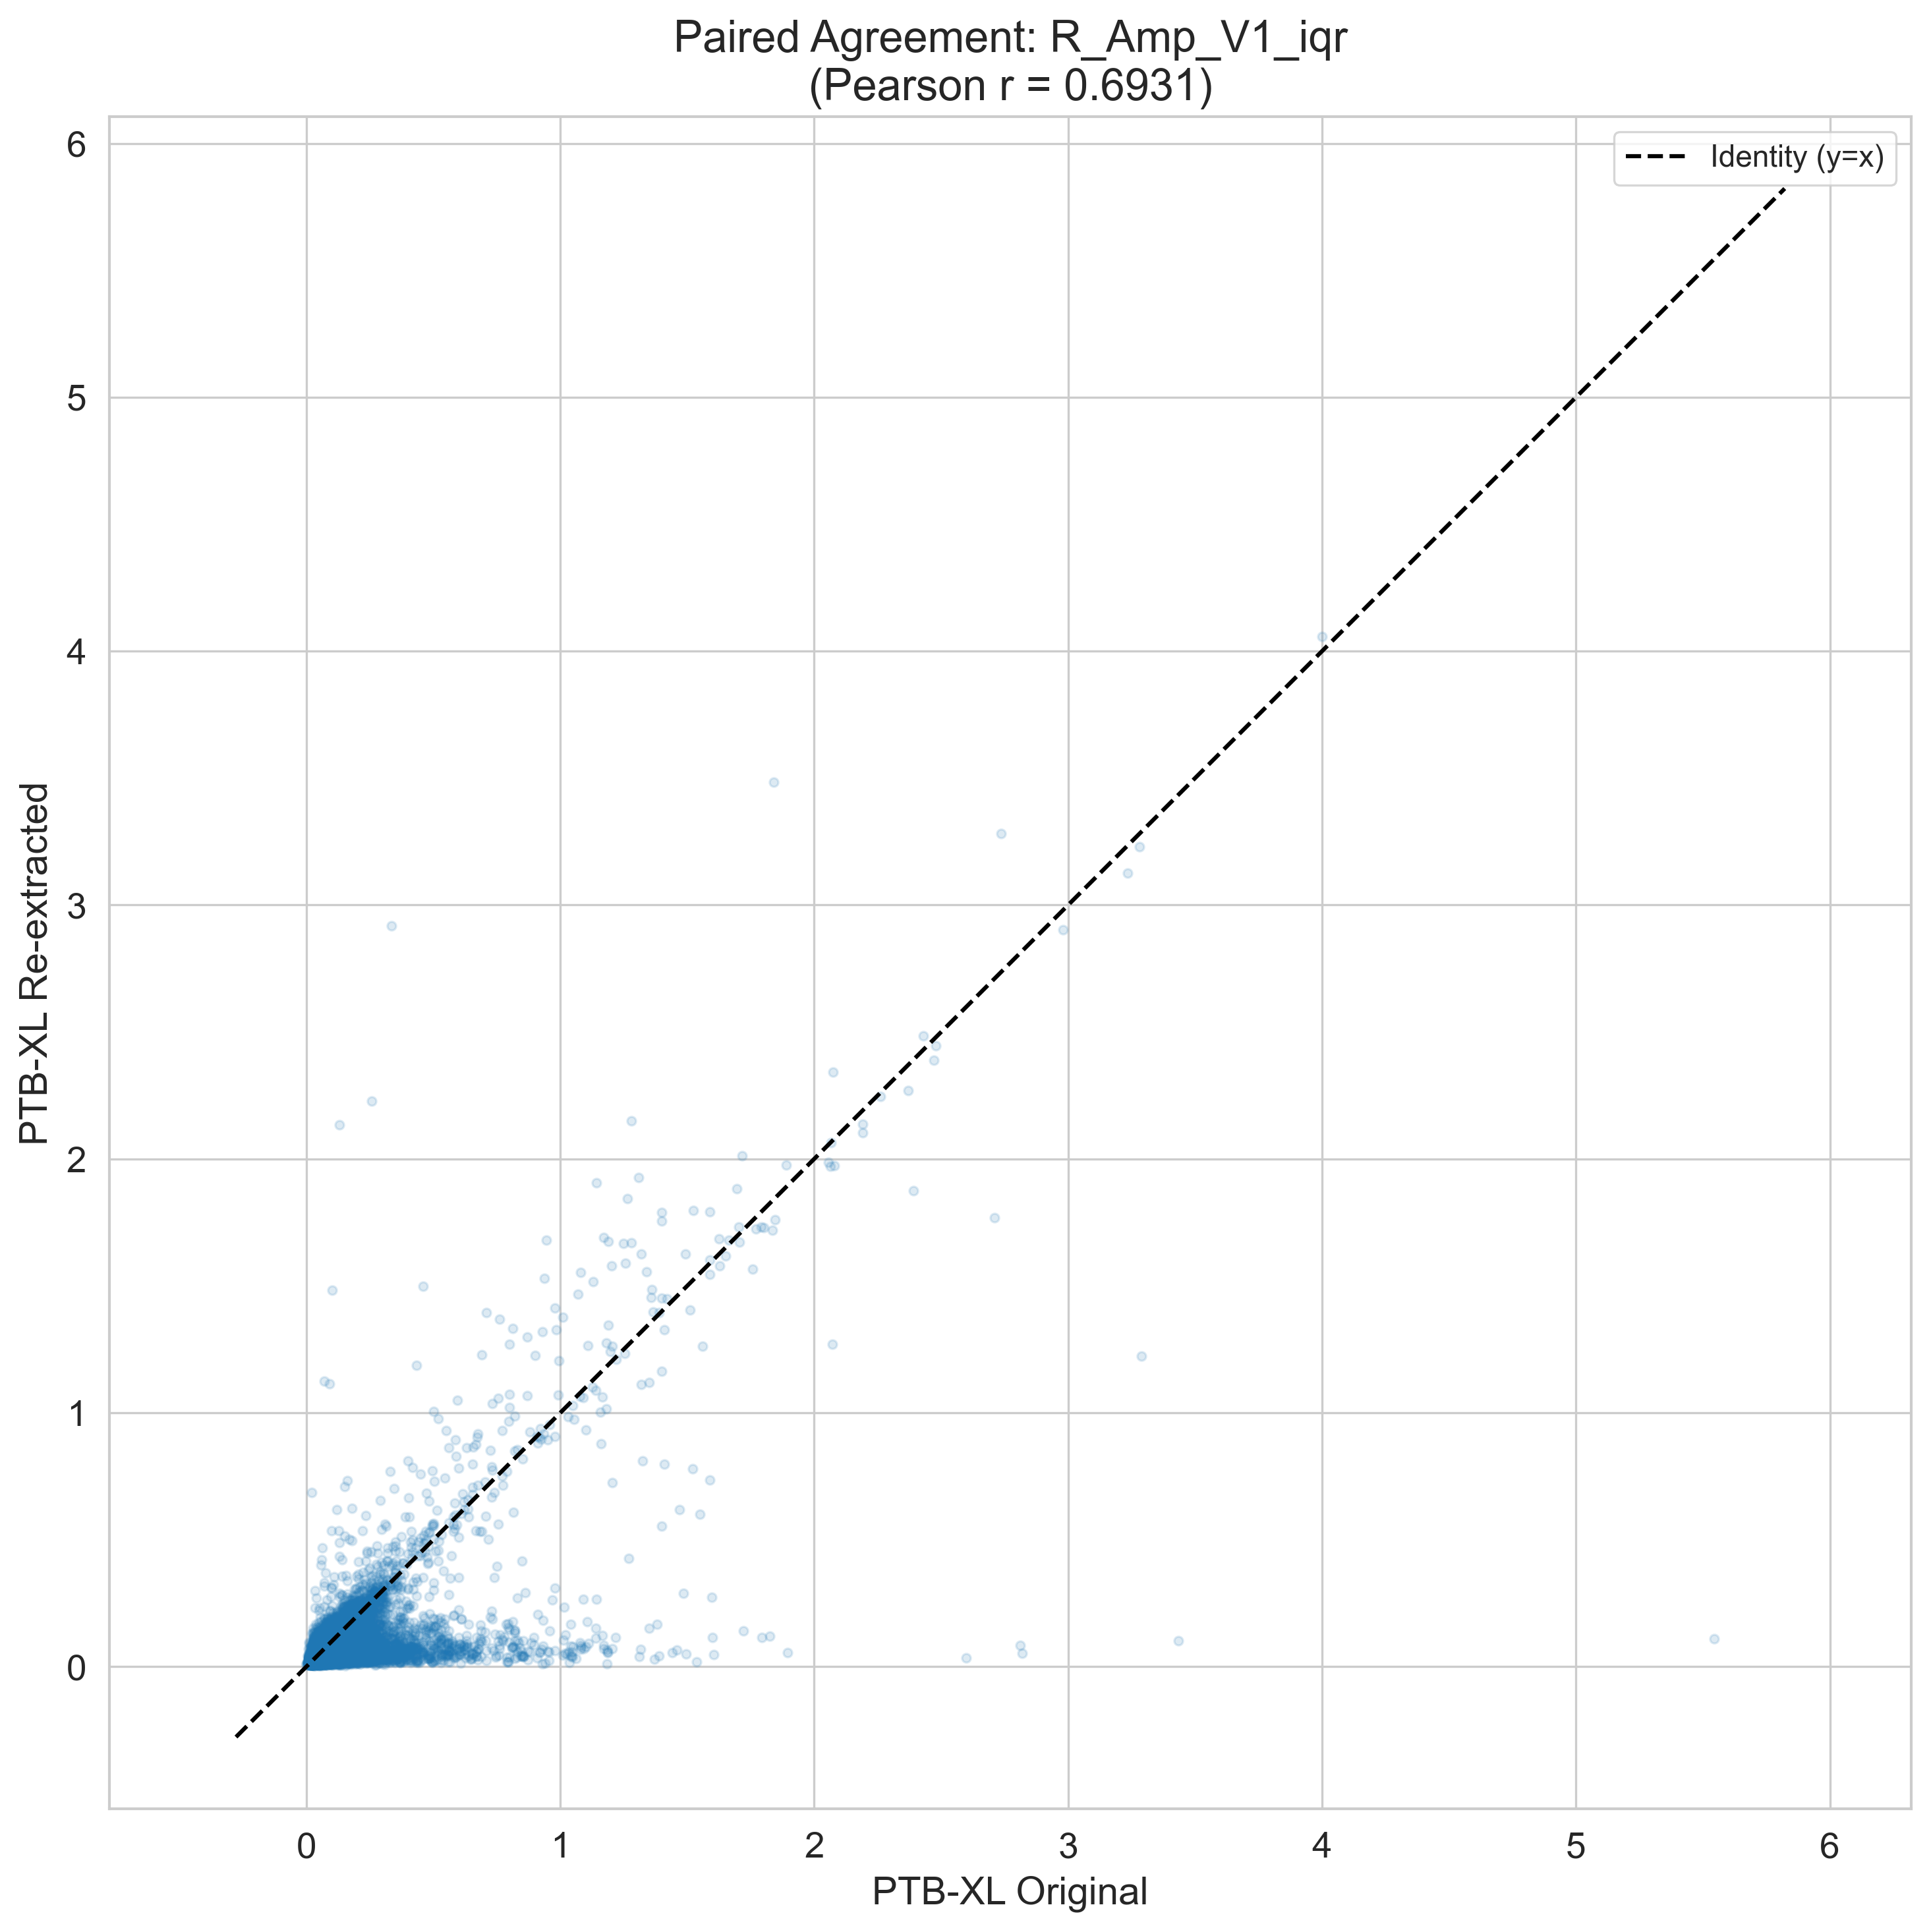 Paired Agreement: R_Amp_V1_iqr
(Pearson r = 0.6931)
Identity (y=x)
6
5
4
3
2
1
0
PTB-XL Re-extracted
0 1 2 3 4 5 6
PTB-XL Original